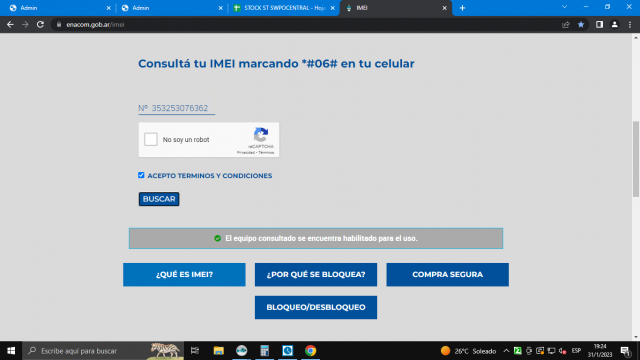 Admin
Admin
STOCK ST SWPOCENTRAL - Hoja
IMEI
enacom.gob.ar/imei
Consultá tu IMEI marcando *#06# en tu celular
Nº 353253076362
No soy un robot
reCAPTCHA
Privacidad - Términos
ACEPTO TERMINOS Y CONDICIONES
BUSCAR
El equipo consultado se encuentra habilitado para el uso.
¿QUÉ ES IMEI?
¿POR QUÉ SE BLOQUEA?
COMPRA SEGURA
BLOQUEO/DESBLOQUEO
Escribe aquí para buscar
26°C Soleado
ESP
19:24
31/1/2023